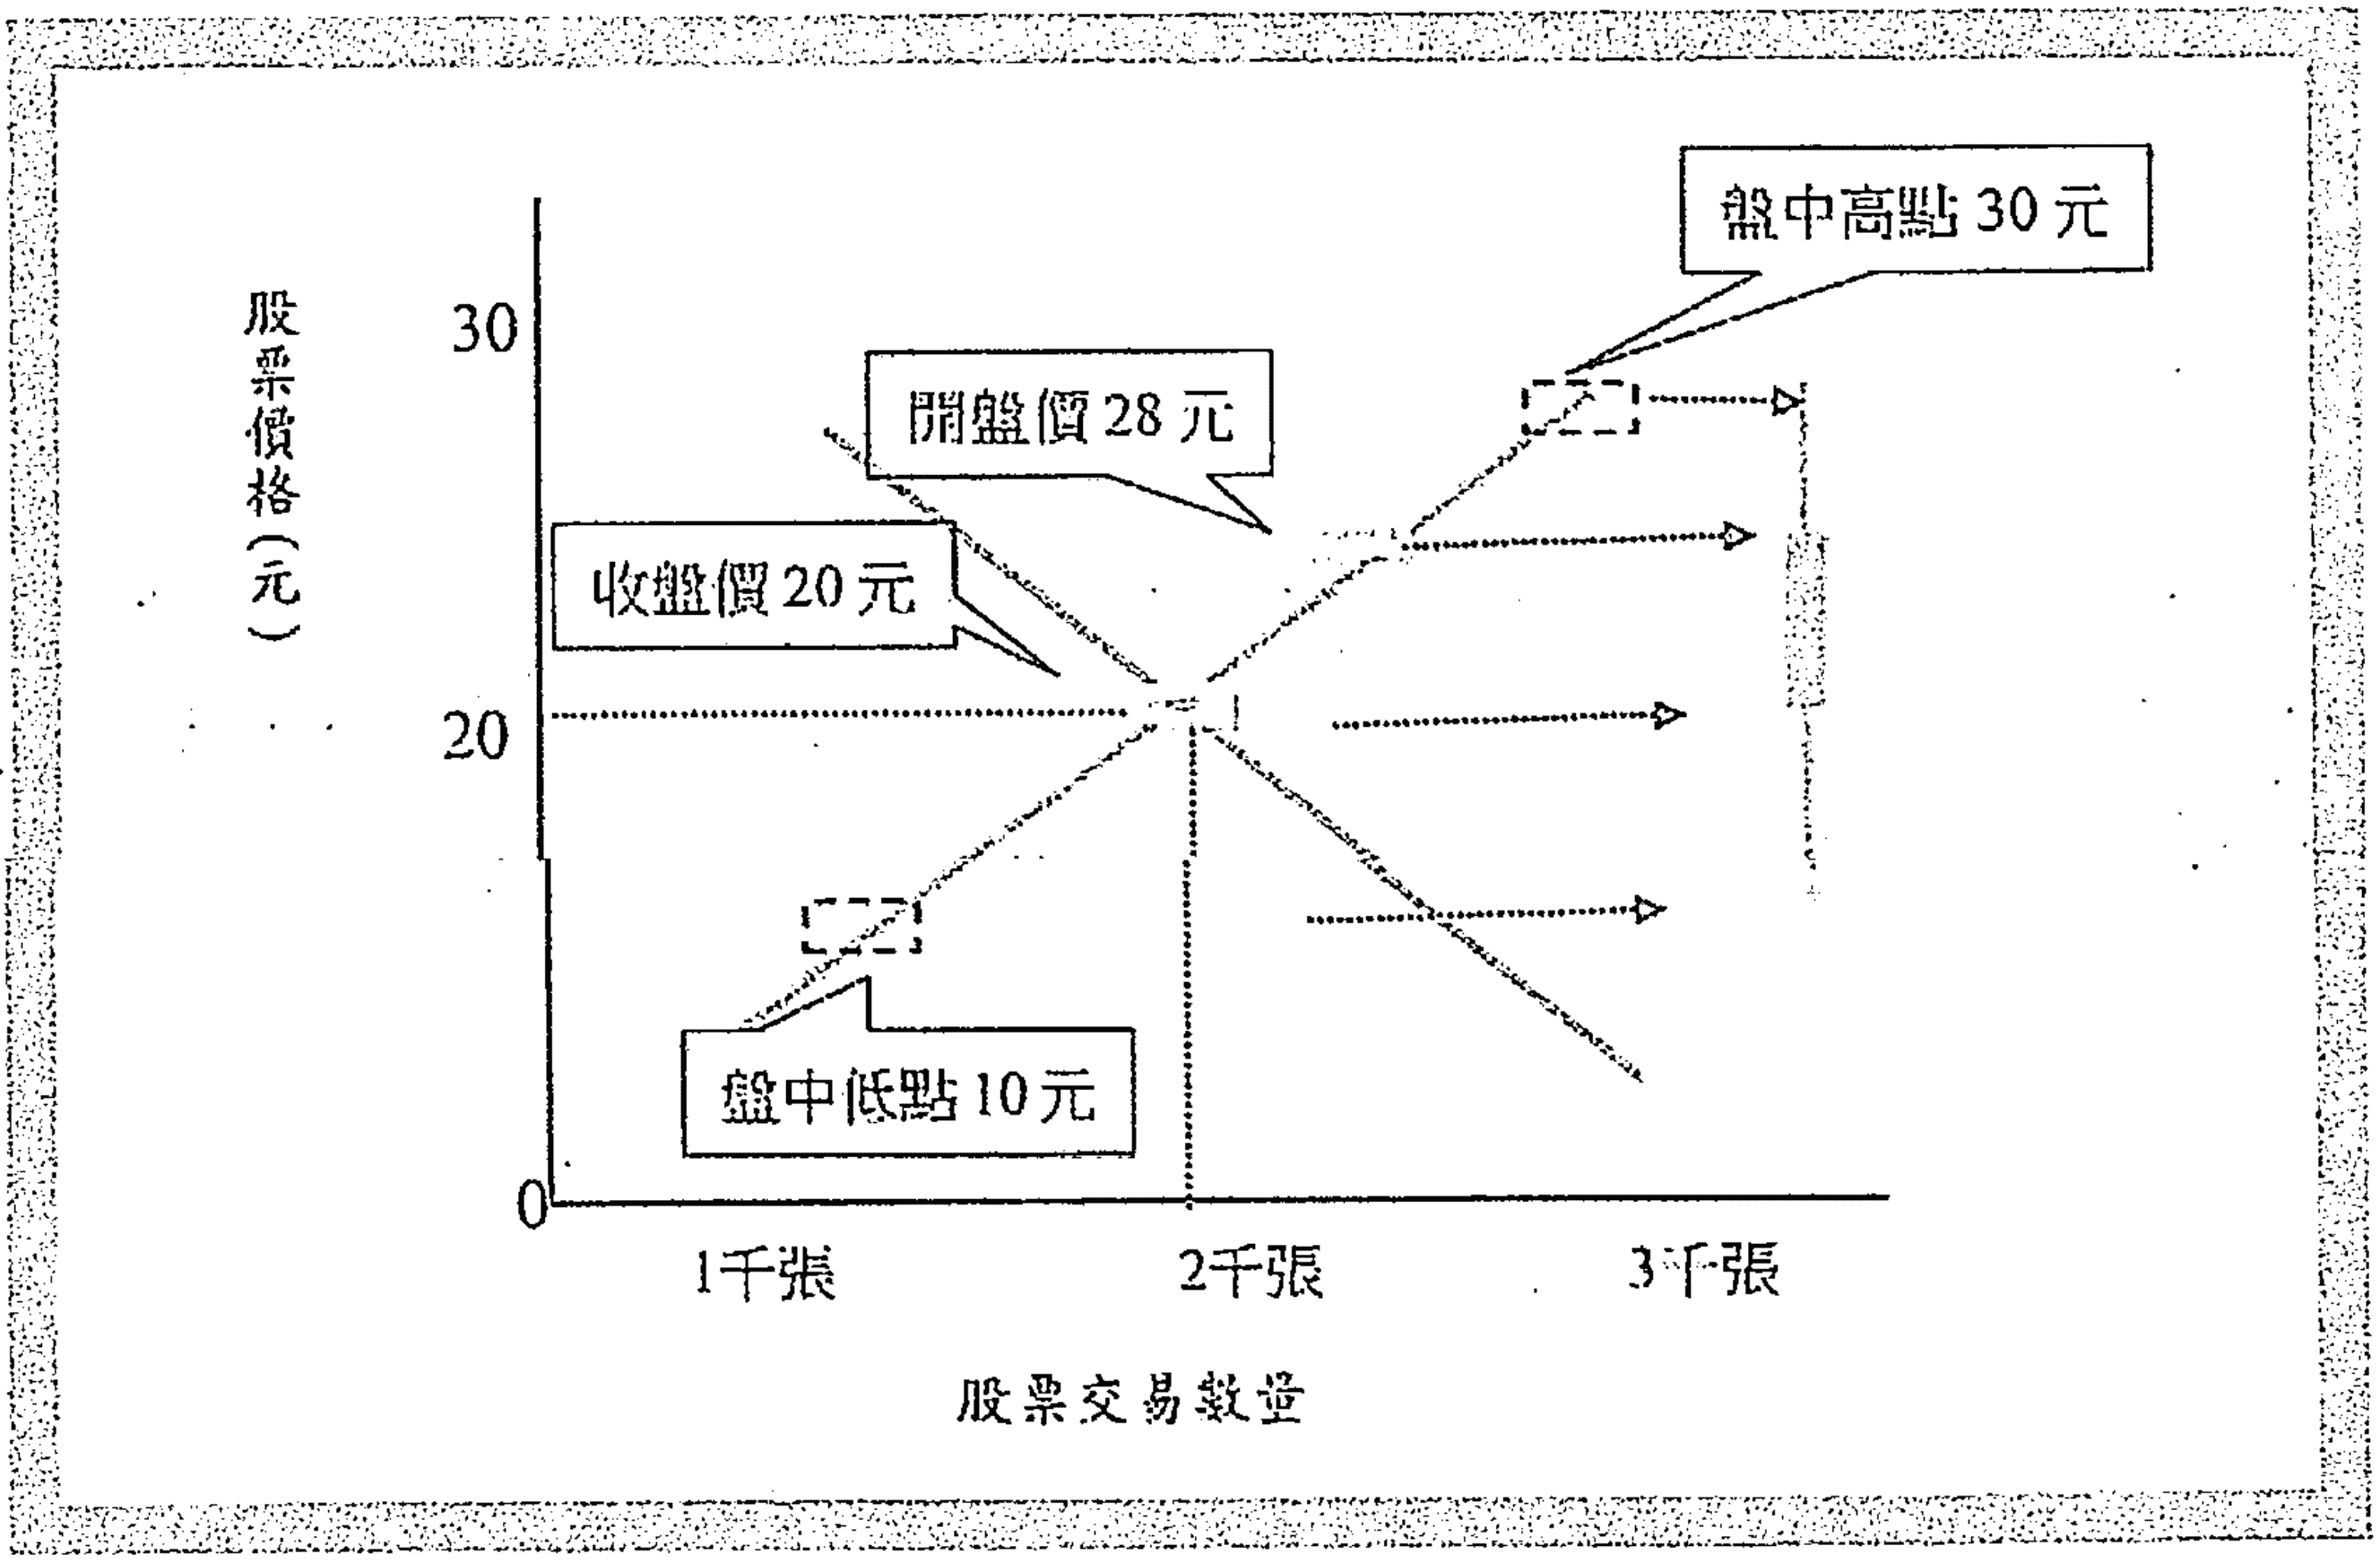 盤中高點30元
30
股票價格(元)
開盤價28元
收盤價20元
20
盤中低點10元
0
1千張
2千張
3千張
股票交易數量